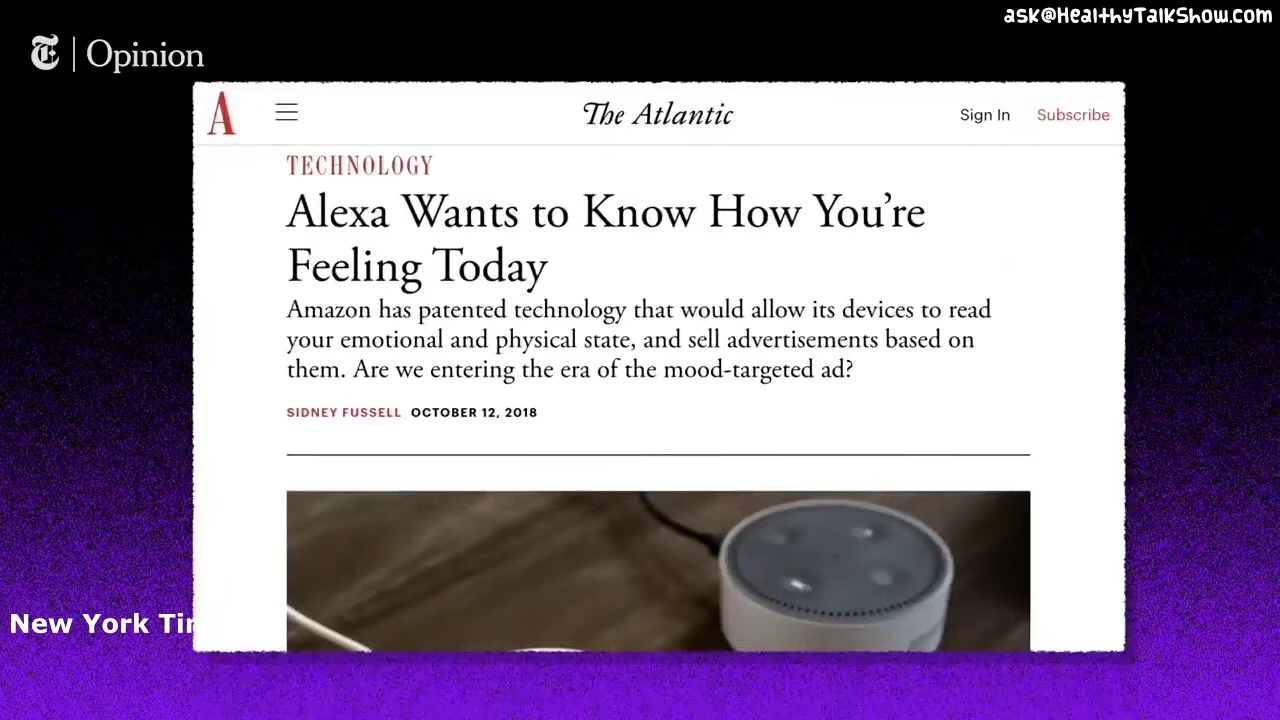 ask@HealthyTalkShow.com
Opinion
A
The Atlantic
Sign In
Subscribe
TECHNOLOGY
Alexa Wants to Know How You’re
Feeling Today
Amazon has patented technology that would allow its devices to read
your emotional and physical state, and sell advertisements based on
them. Are we entering the era of the mood-targeted ad?
SIDNEY FUSSELL OCTOBER 12, 2018
New York